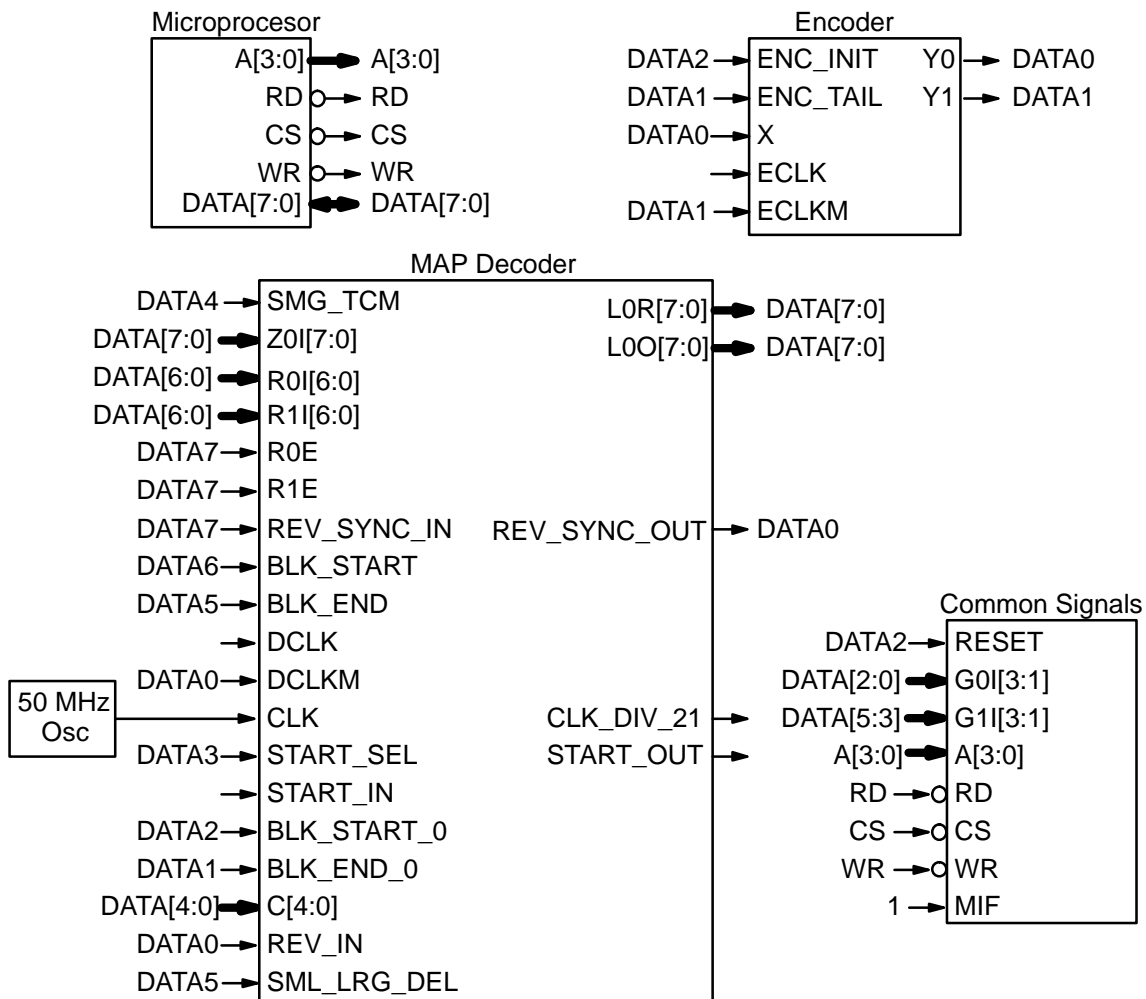 Microprocesor
A[3:0] A[3:0]
RD RD
CS CS
WR WR
DATA[7:0] DATA[7:0]
Encoder
DATA2 ENC_INIT Y0 DATA0
DATA1 ENC_TAIL Y1 DATA1
DATA0 X
ECLK
DATA1 ECLKM
MAP Decoder
DATA4 SMG_TCM
DATA[7:0] Z0I[7:0]
DATA[6:0] R0I[6:0]
DATA[6:0] R1I[6:0]
DATA7 R0E
DATA7 R1E
DATA7 REV_SYNC_IN
DATA6 BLK_START
DATA5 BLK_END
DCLK
DATA0 DCLKM
50 MHz
Osc
CLK
DATA3 START_SEL
START_IN
DATA2 BLK_START_0
DATA1 BLK_END_0
DATA[4:0] C[4:0]
DATA0 REV_IN
DATA5 SML_LRG_DEL
L0R[7:0] DATA[7:0]
L0O[7:0] DATA[7:0]
REV_SYNC_OUT DATA0
CLK_DIV_21
START_OUT
Common Signals
DATA2 RESET
DATA[2:0] G0I[3:1]
DATA[5:3] G1I[3:1]
A[3:0] A[3:0]
RD RD
CS CS
WR WR
1 MIF